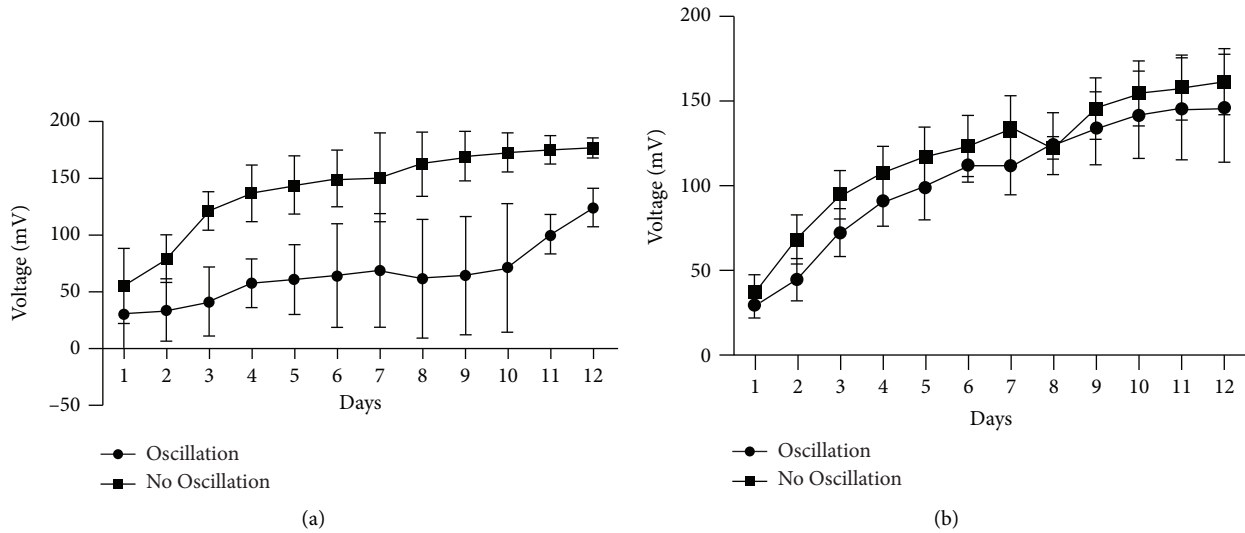 200
150
100
50
0
–50
Voltage (mV)
1 2 3 4 5 6 7 8 9 10 11 12
Days
Oscillation
No Oscillation
(a)
200
150
100
50
0
Voltage (mV)
1 2 3 4 5 6 7 8 9 10 11 12
Days
Oscillation
No Oscillation
(b)